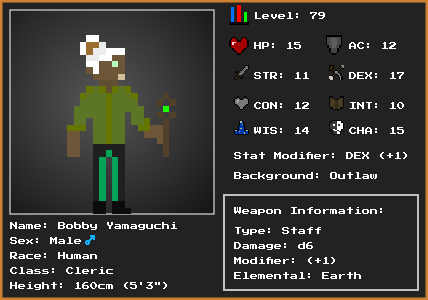 Level: 79
HP: 15
AC: 12
STR: 11
DEX: 17
CON: 12
INT: 10
WIS: 14
CHA: 15
Stat Modifier: DEX (+1)
Background: Outlaw
Name: Bobby Yamaguchi
Sex: Male ♂
Race: Human
Class: Cleric
Height: 160cm (5'3")
Weapon Information:
Type: Staff
Damage: d6
Modifier: (+1)
Elemental: Earth